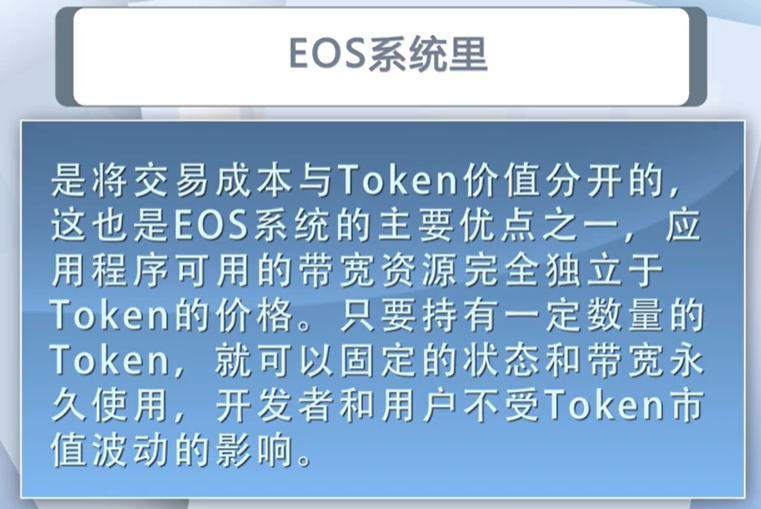 EOS系统里
是将交易成本与Token价值分开的，
这也是EOS系统的主要优点之一，应
用程序可用的带宽资源完全独立于
Token的价格。只要持有一定数量的
Token，就可以固定的状态和带宽永
久使用，开发者和用户不受Token市
值波动的影响。